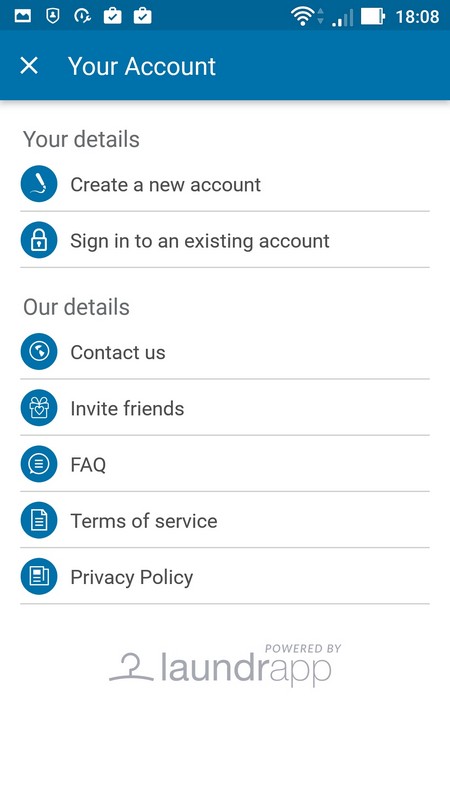 18:08
Your Account
Your details
Create a new account
Sign in to an existing account
Our details
Contact us
Invite friends
FAQ
Terms of service
Privacy Policy
POWERED BY
laundrapp